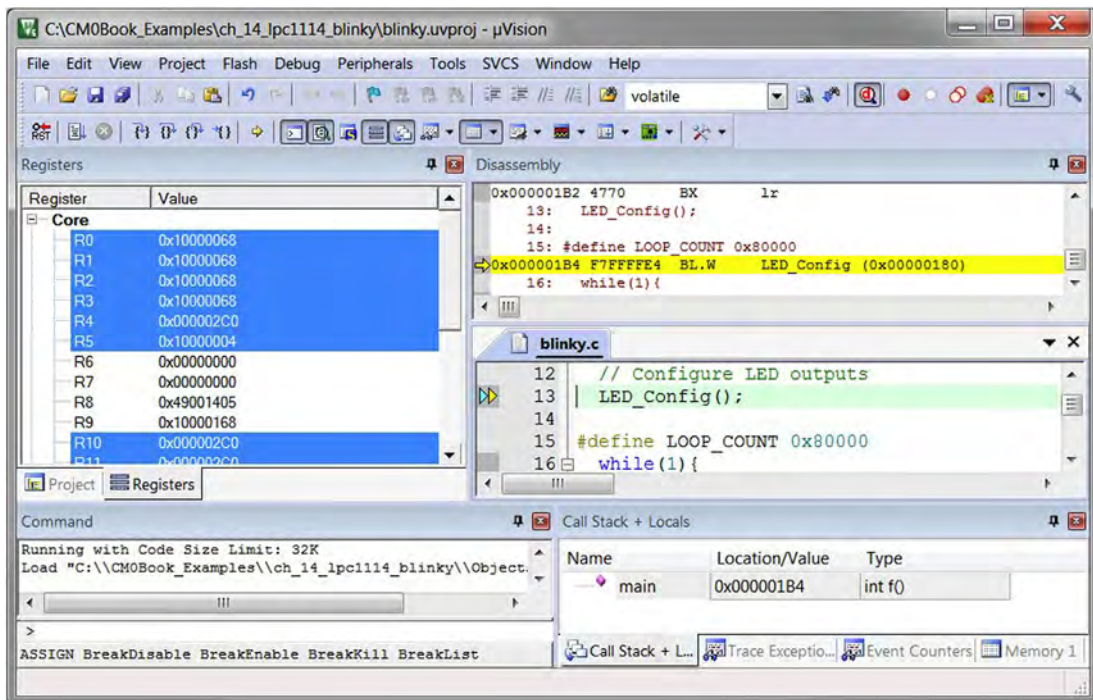 C:\CM0Book_Examples\ch_14_lpc1114_blinky\blinky.uvproj - µVision
File Edit View Project Flash Debug Peripherals Tools SVCS Window Help
volatile
RST
Registers
Register Value
Core
R0 0x10000068
R1 0x10000068
R2 0x10000068
R3 0x10000068
R4 0x000002C0
R5 0x10000004
R6 0x00000000
R7 0x00000000
R8 0x49001405
R9 0x10000168
R10 0x000002C0
R11 0x000002C0
Project Registers
Disassembly
0x000001B2 4770 BX lr
13: LED_Config();
14:
15: #define LOOP_COUNT 0x80000
0x000001B4 F7FFFFE4 BL.W LED_Config (0x00000180)
16: while(1){
blinky.c
12 // Configure LED outputs
13 LED_Config();
14
15 #define LOOP_COUNT 0x80000
16 while(1){
Command
Running with Code Size Limit: 32K
Load "C:\\CM0Book_Examples\\ch_14_lpc1114_blinky\\Object.
>
ASSIGN BreakDisable BreakEnable BreakKill BreakList
Call Stack + Locals
Name Location/Value Type
main 0x000001B4 int f()
Call Stack + L... Trace Exceptio... Event Counters Memory 1